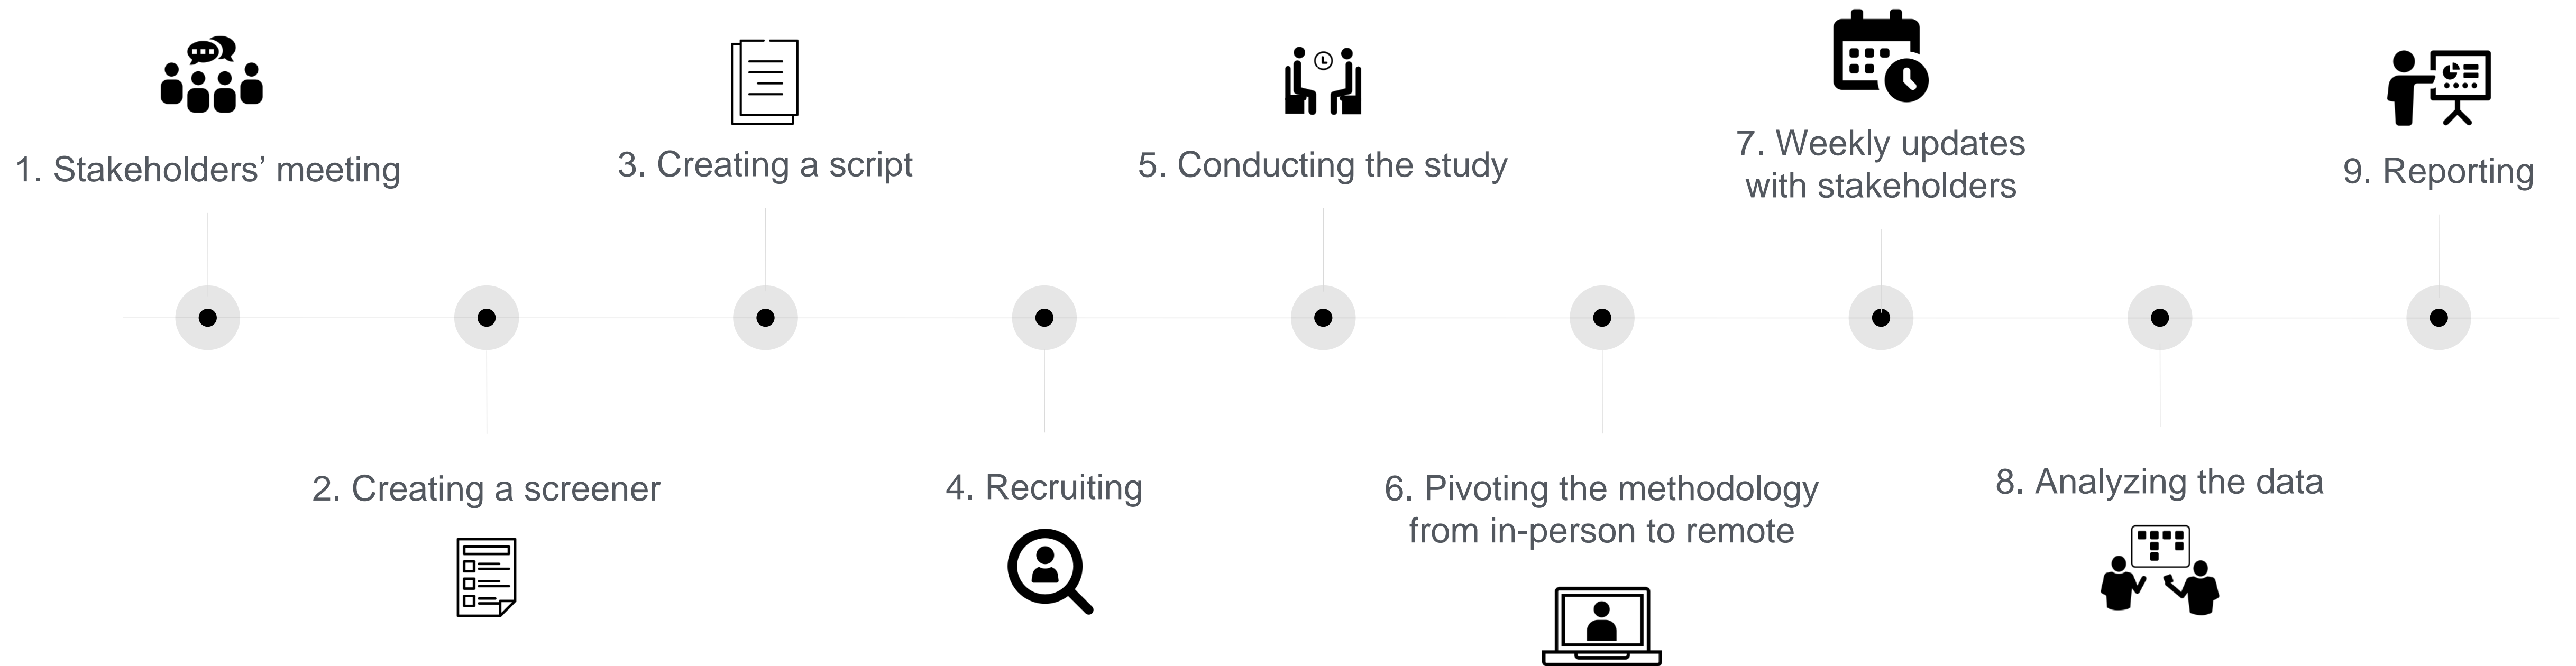 1. Stakeholders’ meeting
2. Creating a screener
3. Creating a script
4. Recruiting
5. Conducting the study
6. Pivoting the methodology
from in-person to remote
7. Weekly updates
with stakeholders
8. Analyzing the data
9. Reporting